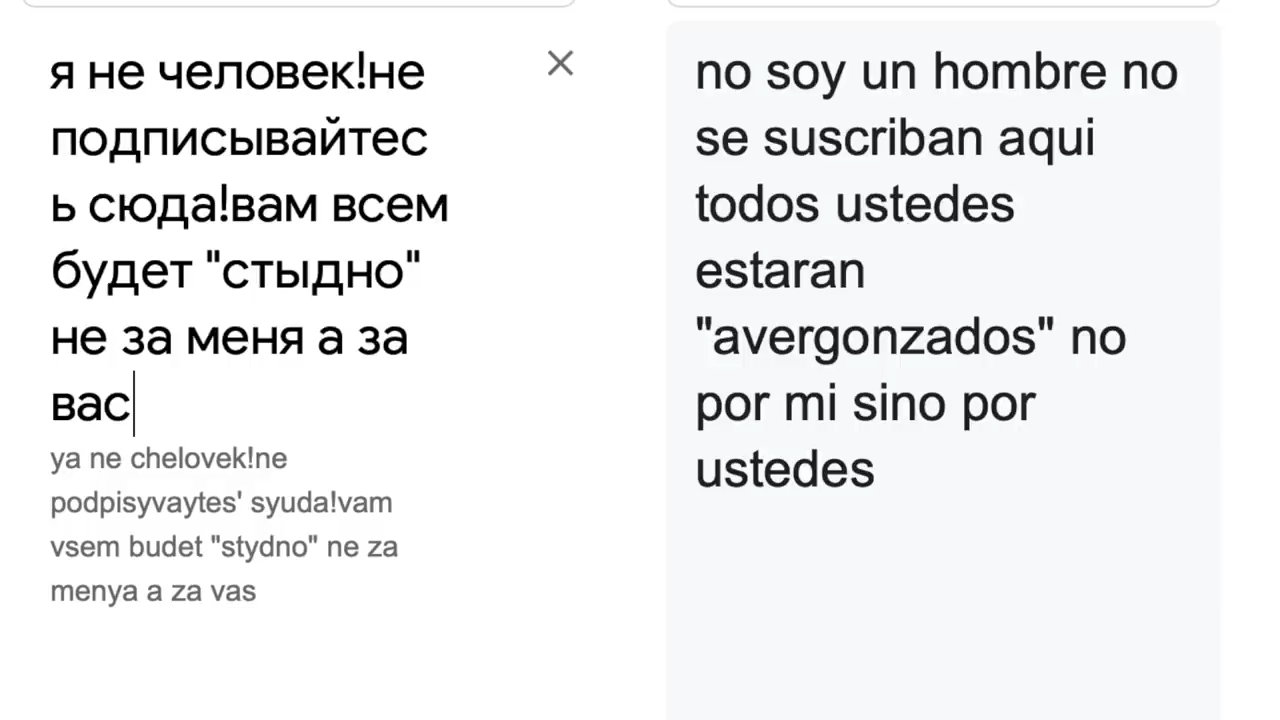 я не человек!не
подписывайтес
ь сюда!вам всем
будет "стыдно"
не за меня а за
вас
ya ne chelovek!ne
podpisyvaytes' syuda!vam
vsem budet "stydno" ne za
menya a za vas
no soy un hombre no
se suscriban aqui
todos ustedes
estaran
"avergonzados" no
por mi sino por
ustedes